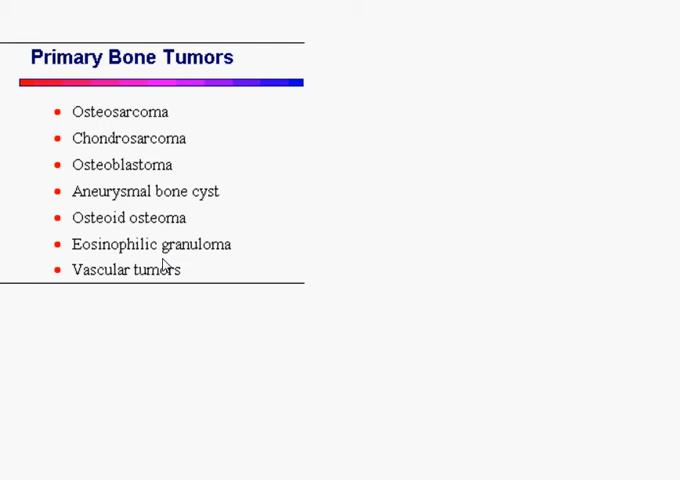 Primary Bone Tumors
Osteosarcoma
Chondrosarcoma
Osteoblastoma
Aneurysmal bone cyst
Osteoid osteoma
Eosinophilic granuloma
Vascular tumors